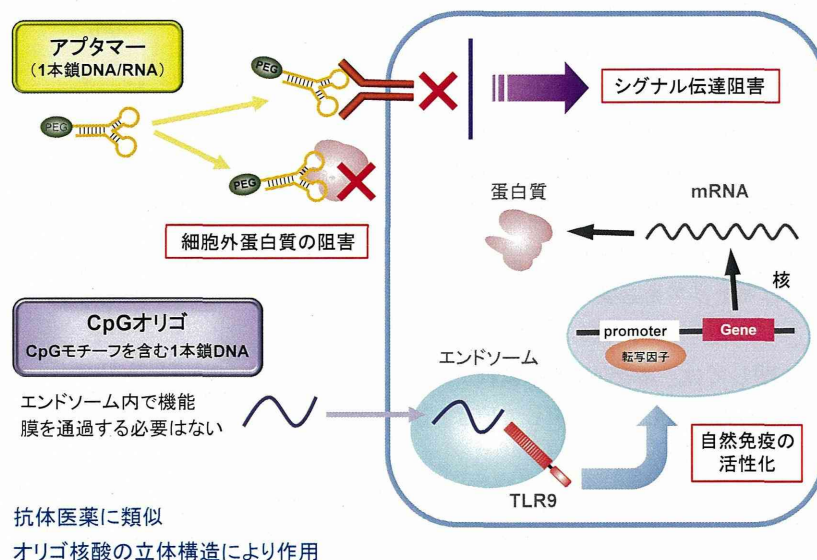 アプタマー
(1本鎖DNA/RNA)
PEG
PEG
PEG
シグナル伝達阻害
細胞外蛋白質の阻害
蛋白質
mRNA
核
promoter
Gene
転写因子
CpGオリゴ
CpGモチーフを含む1本鎖DNA
エンドソーム内で機能
膜を通過する必要はない
エンドソーム
TLR9
自然免疫の
活性化
抗体医薬に類似
オリゴ核酸の立体構造により作用